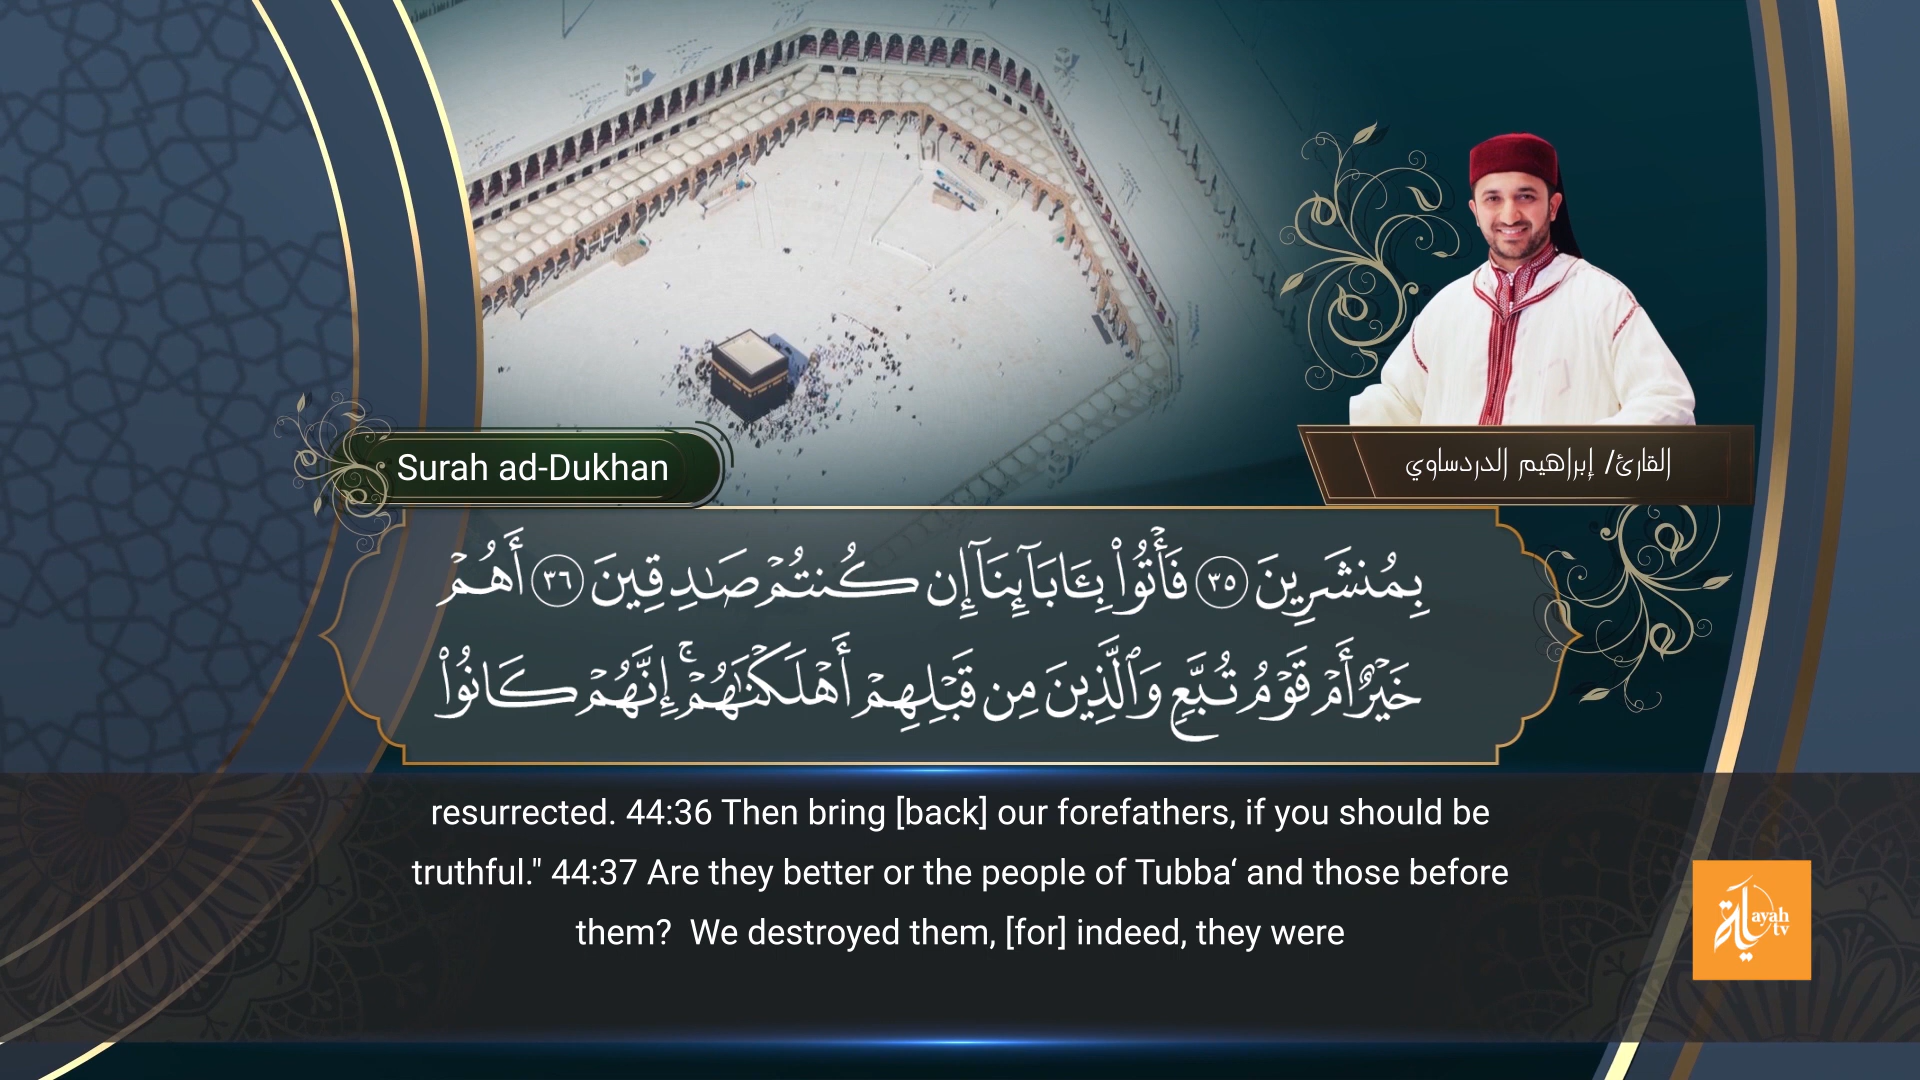 Surah ad-Dukhan
القارئ/ إبراهيم الدردساوي
بِمُنشَرِينَ ٣٥ فَأْتُوا۟ بِـَٔابَآئِنَآ إِن كُنتُمْ صَـٰدِقِينَ ٣٦ أَهُمْ
خَيْرٌ أَمْ قَوْمُ تُبَّعٍ وَٱلَّذِينَ مِن قَبْلِهِمْ أَهْلَكْنَـٰهُمْ ۚ إِنَّهُمْ كَانُوا۟
resurrected. 44:36 Then bring [back] our forefathers, if you should be
truthful." 44:37 Are they better or the people of Tubba‘ and those before
them?  We destroyed them, [for] indeed, they were
آية
ayah
tv